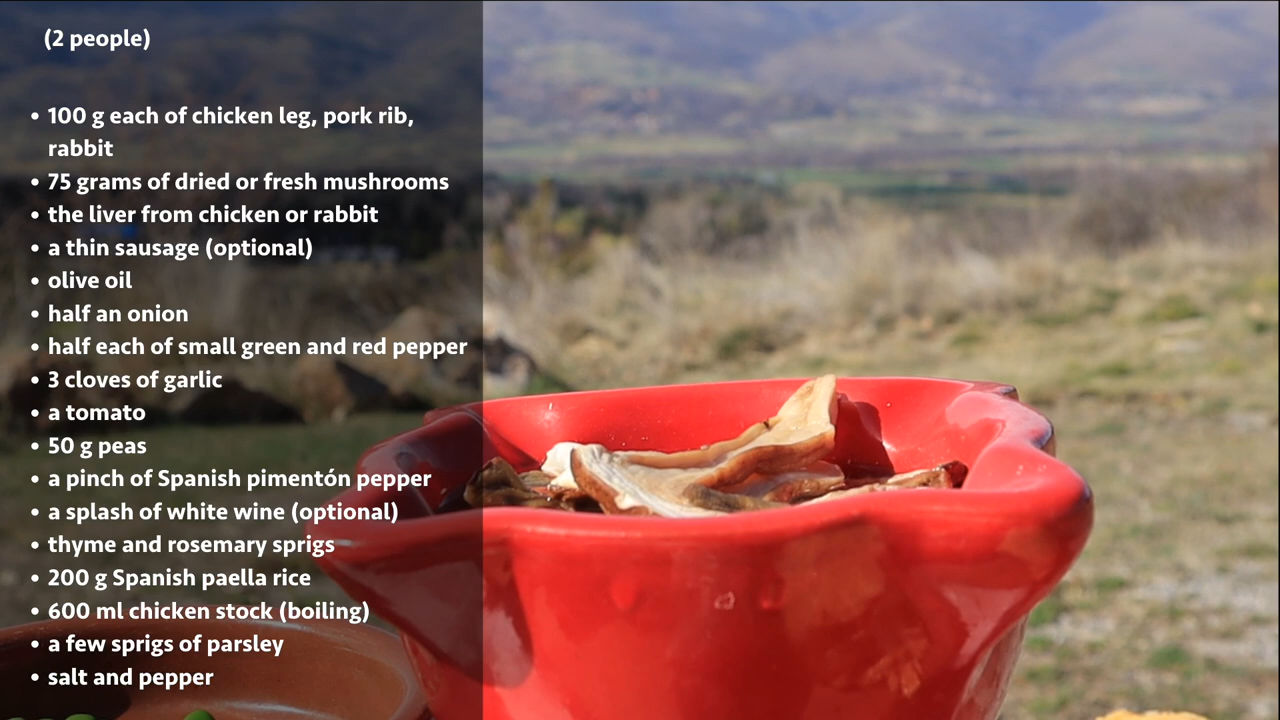 (2 people)
• 100 g each of chicken leg, pork rib,
rabbit
• 75 grams of dried or fresh mushrooms
• the liver from chicken or rabbit
• a thin sausage (optional)
• olive oil
• half an onion
• half each of small green and red pepper
• 3 cloves of garlic
• a tomato
• 50 g peas
• a pinch of Spanish pimentón pepper
• a splash of white wine (optional)
• thyme and rosemary sprigs
• 200 g Spanish paella rice
• 600 ml chicken stock (boiling)
• a few sprigs of parsley
• salt and pepper